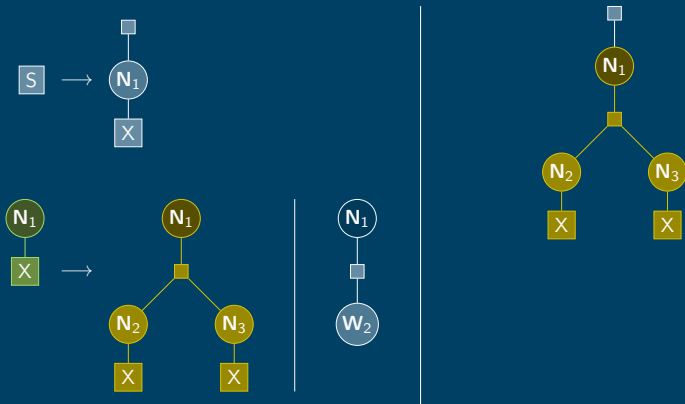 S → N₁
X
N₁
X → N₁
N₂ N₃
X X
N₁
W₂
N₁
N₂ N₃
X X